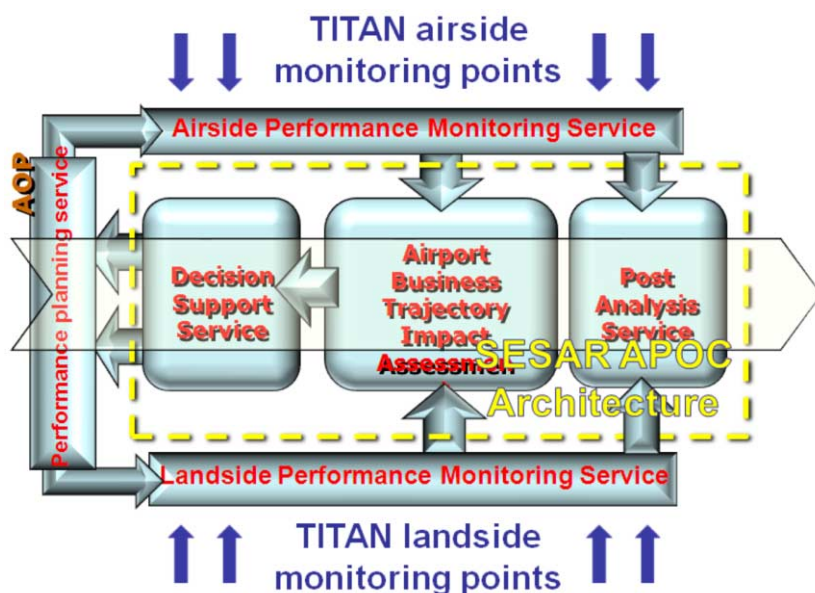 TITAN airside
monitoring points
Airside Performance Monitoring Service
AOP
Performance planning service
Decision
Support
Service
Airport
Business
Trajectory
Impact
Assessmen
Post
Analysis
Service
SESAR APOC
Architecture
Landside Performance Monitoring Service
TITAN landside
monitoring points